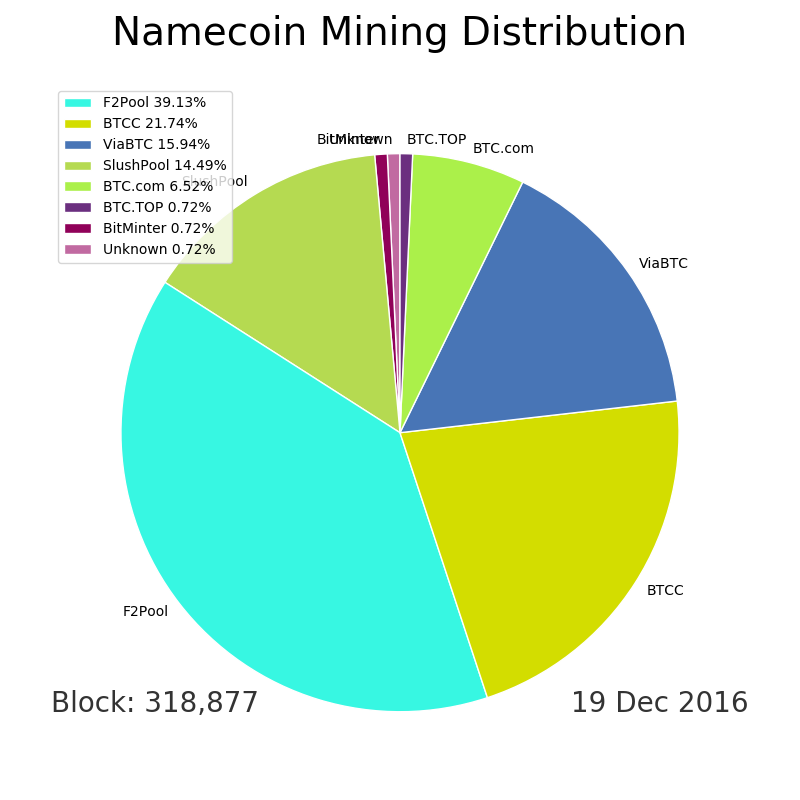 Namecoin Mining Distribution
F2Pool 39.13%
BTCC 21.74%
ViaBTC 15.94%
SlushPool 14.49%
BTC.com 6.52%
BTC.TOP 0.72%
BitMinter 0.72%
Unknown 0.72%
BitMinter
Unknown
BTC.TOP
BTC.com
SlushPool
ViaBTC
BTCC
F2Pool
Block: 318,877
19 Dec 2016